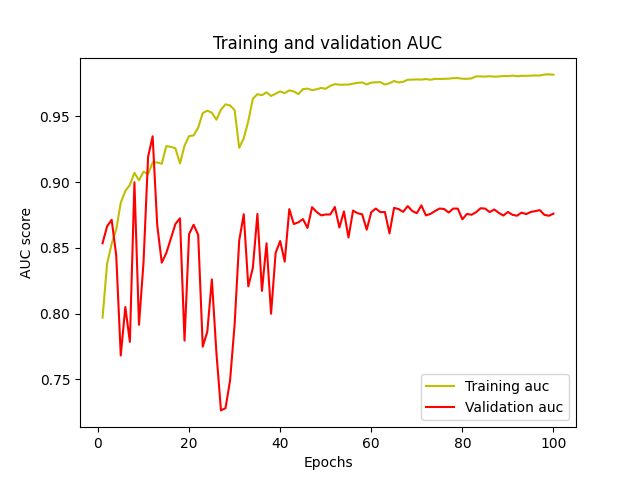 Training and validation AUC
AUC score
0.95
0.90
0.85
0.80
0.75
0 20 40 60 80 100
Epochs
Training auc
Validation auc